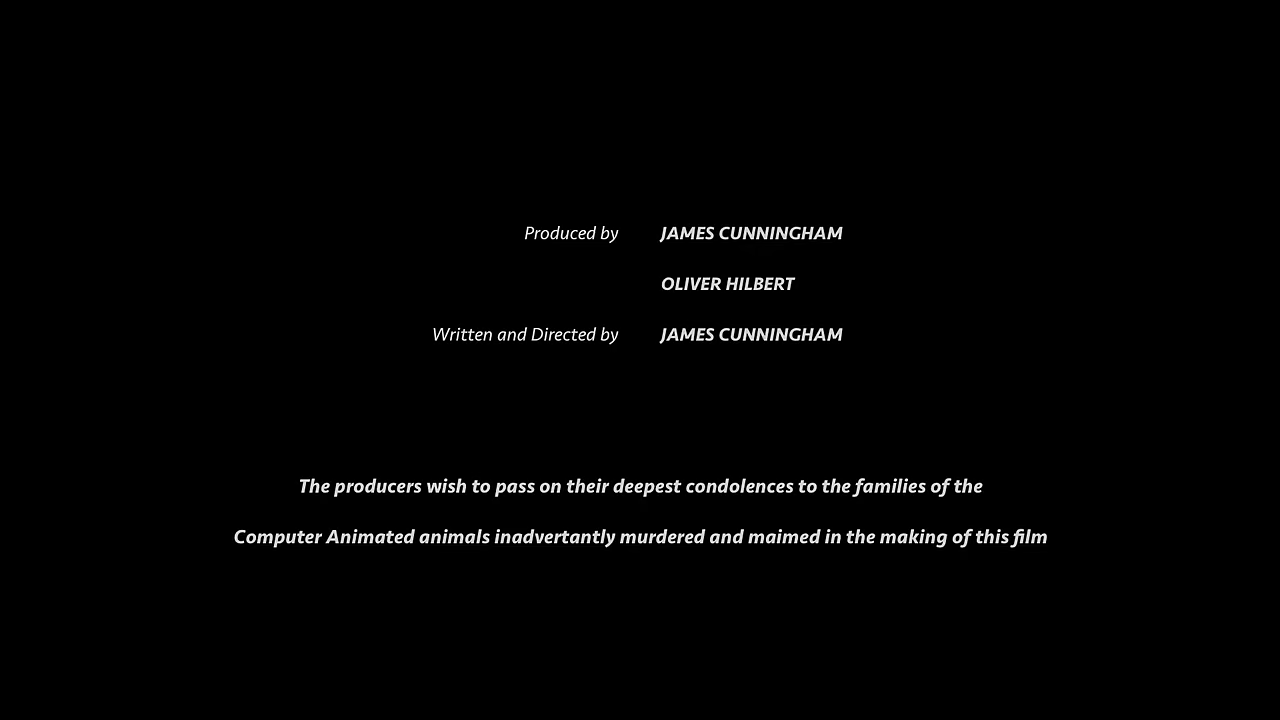 Produced by JAMES CUNNINGHAM
OLIVER HILBERT
Written and Directed by JAMES CUNNINGHAM
The producers wish to pass on their deepest condolences to the families of the
Computer Animated animals inadvertantly murdered and maimed in the making of this film